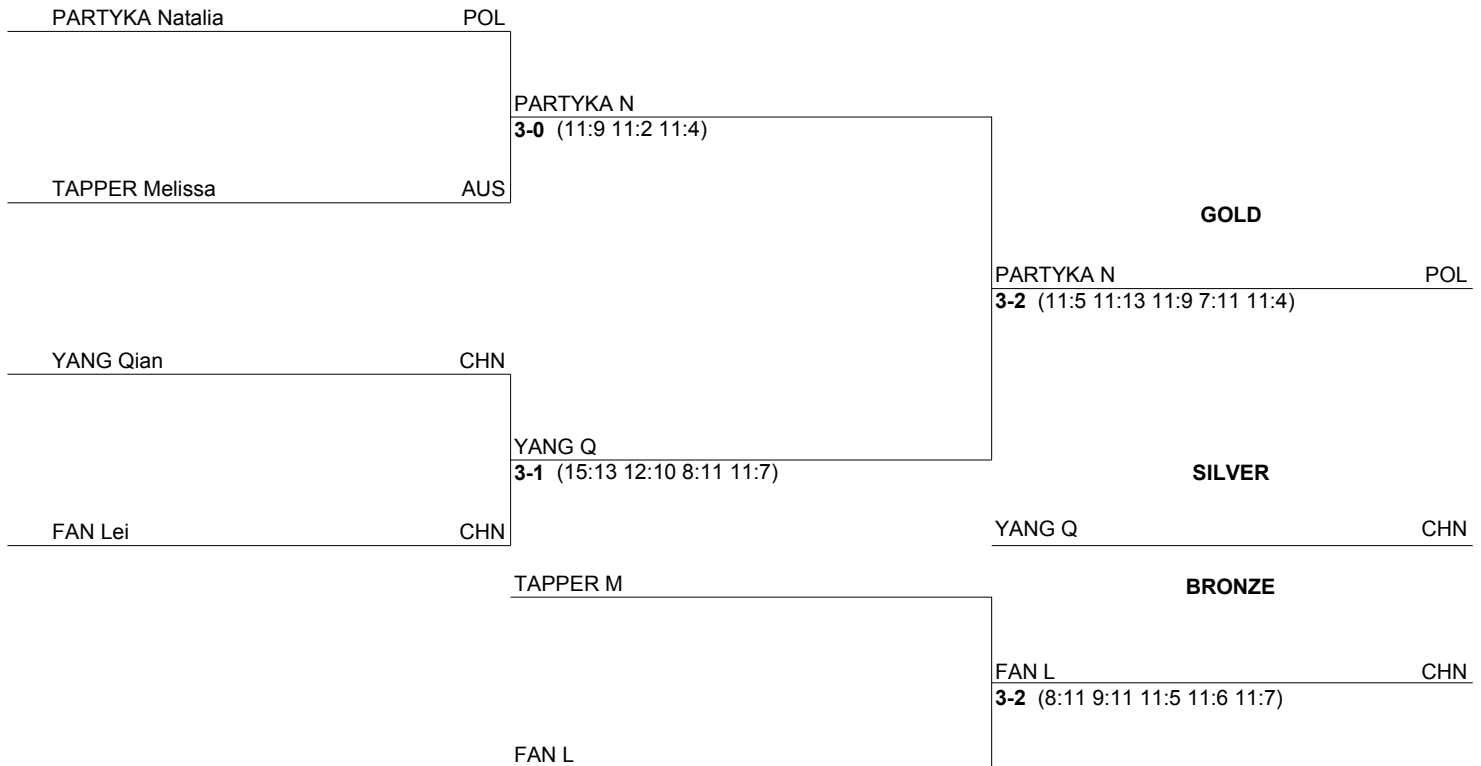 PARTYKA Natalia POL
PARTYKA N
3-0 (11:9 11:2 11:4)
TAPPER Melissa AUS
GOLD
PARTYKA N POL
3-2 (11:5 11:13 11:9 7:11 11:4)
YANG Qian CHN
YANG Q
3-1 (15:13 12:10 8:11 11:7)
SILVER
FAN Lei CHN
YANG Q CHN
TAPPER M
BRONZE
FAN L CHN
3-2 (8:11 9:11 11:5 11:6 11:7)
FAN L